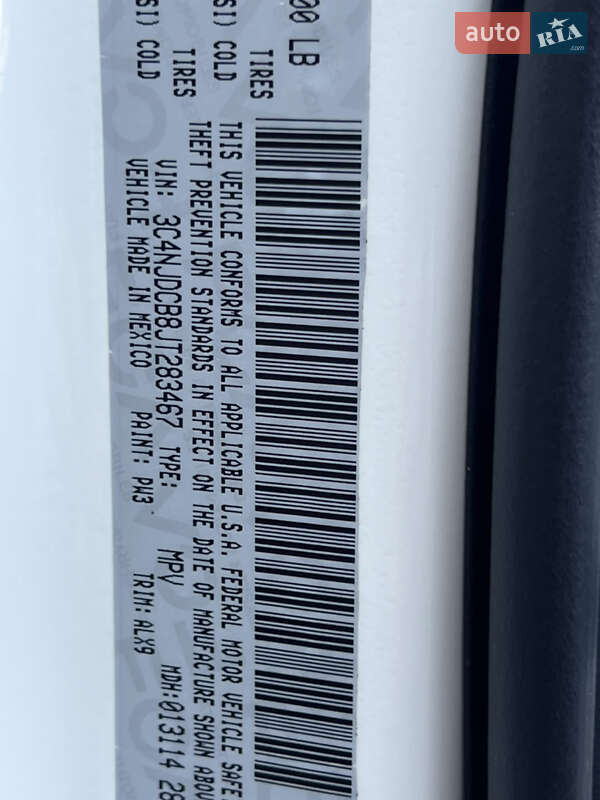 auto RIA.com
00 LB
TIRES
SI) COLD
TIRES
SI) COLD
THIS VEHICLE CONFORMS TO ALL APPLICABLE U.S.A. FEDERAL MOTOR VEHICLE SAFE
THEFT PREVENTION STANDARDS IN EFFECT ON THE DATE OF MANUFACTURE SHOWN ABOV
VIN: 3C4NJDCB8JT283467 TYPE: MPV MDH:013114 28
VEHICLE MADE IN MEXICO PAINT: PW3 TRIM: ALX9